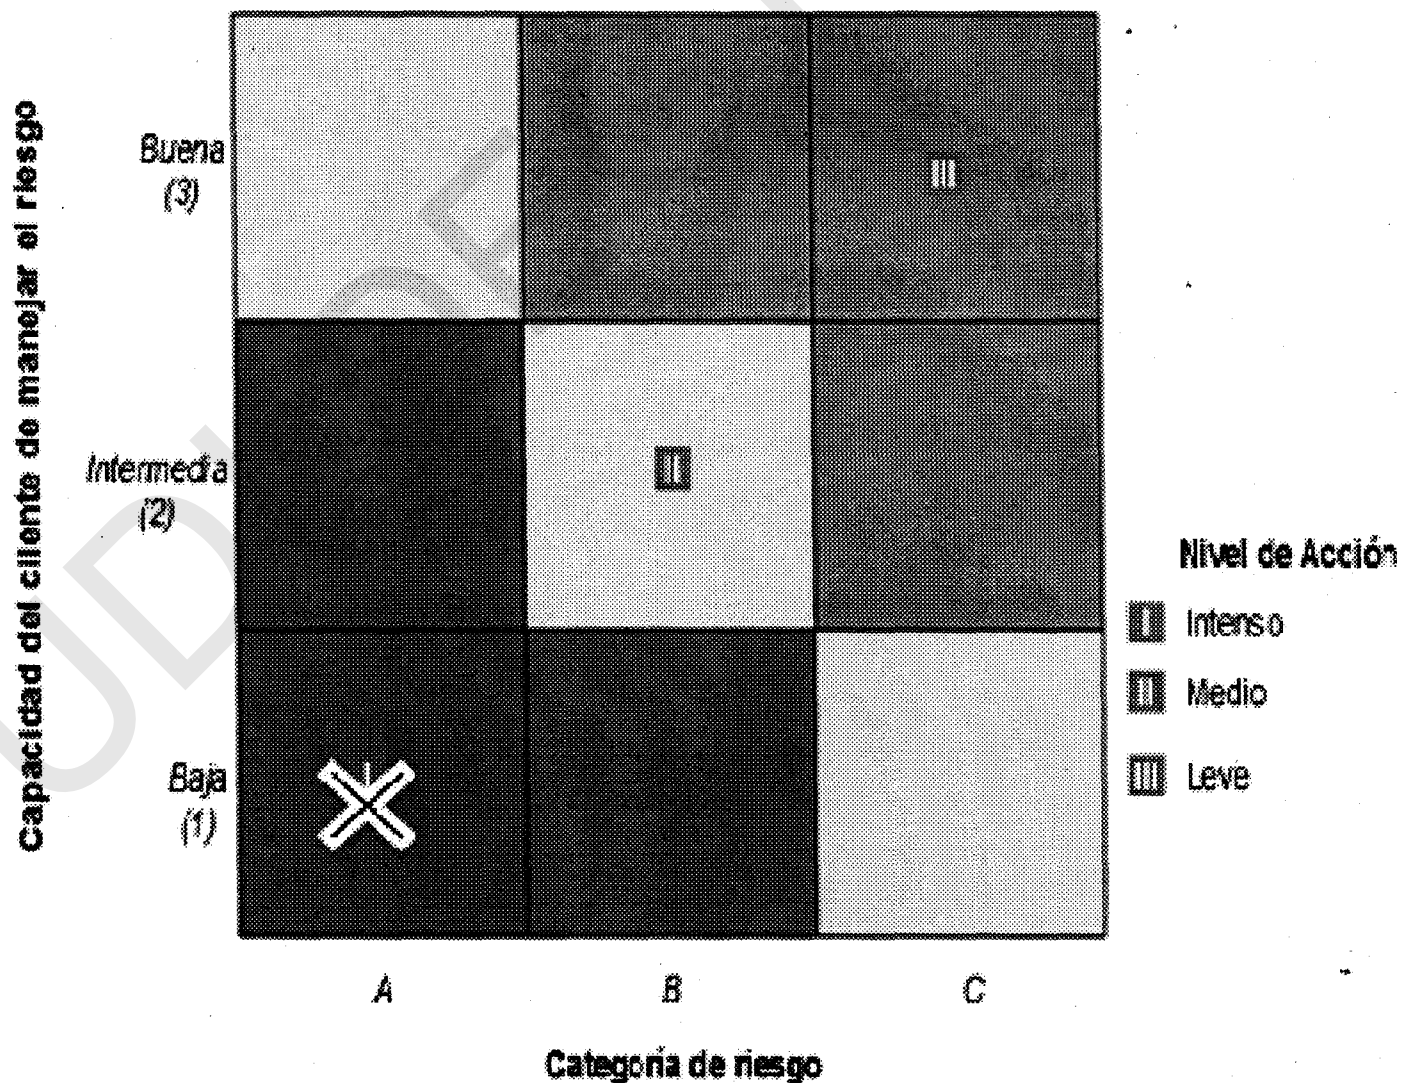 Capacidad del cliente de manejar el riesgo
Buena
(3)
III
Intermedia
(2)
II
Baja
(1)
I
A
B
C
Categoría de riesgo
Nivel de Acción
I Intenso
II Medio
III Leve